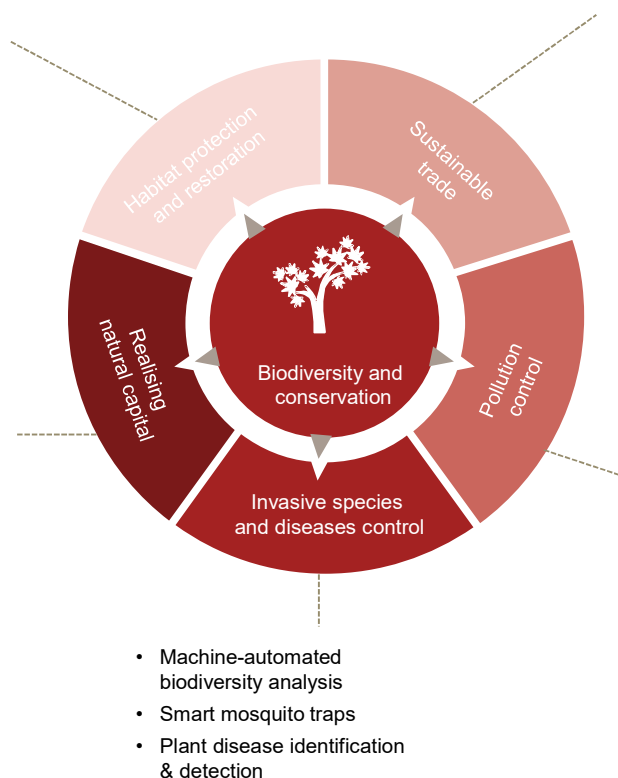 Habitat protection
and restoration
Sustainable
trade
Realising
natural capital
Biodiversity and
conservation
Pollution
control
Invasive species
and diseases control
• Machine-automated
biodiversity analysis
• Smart mosquito traps
• Plant disease identification
& detection